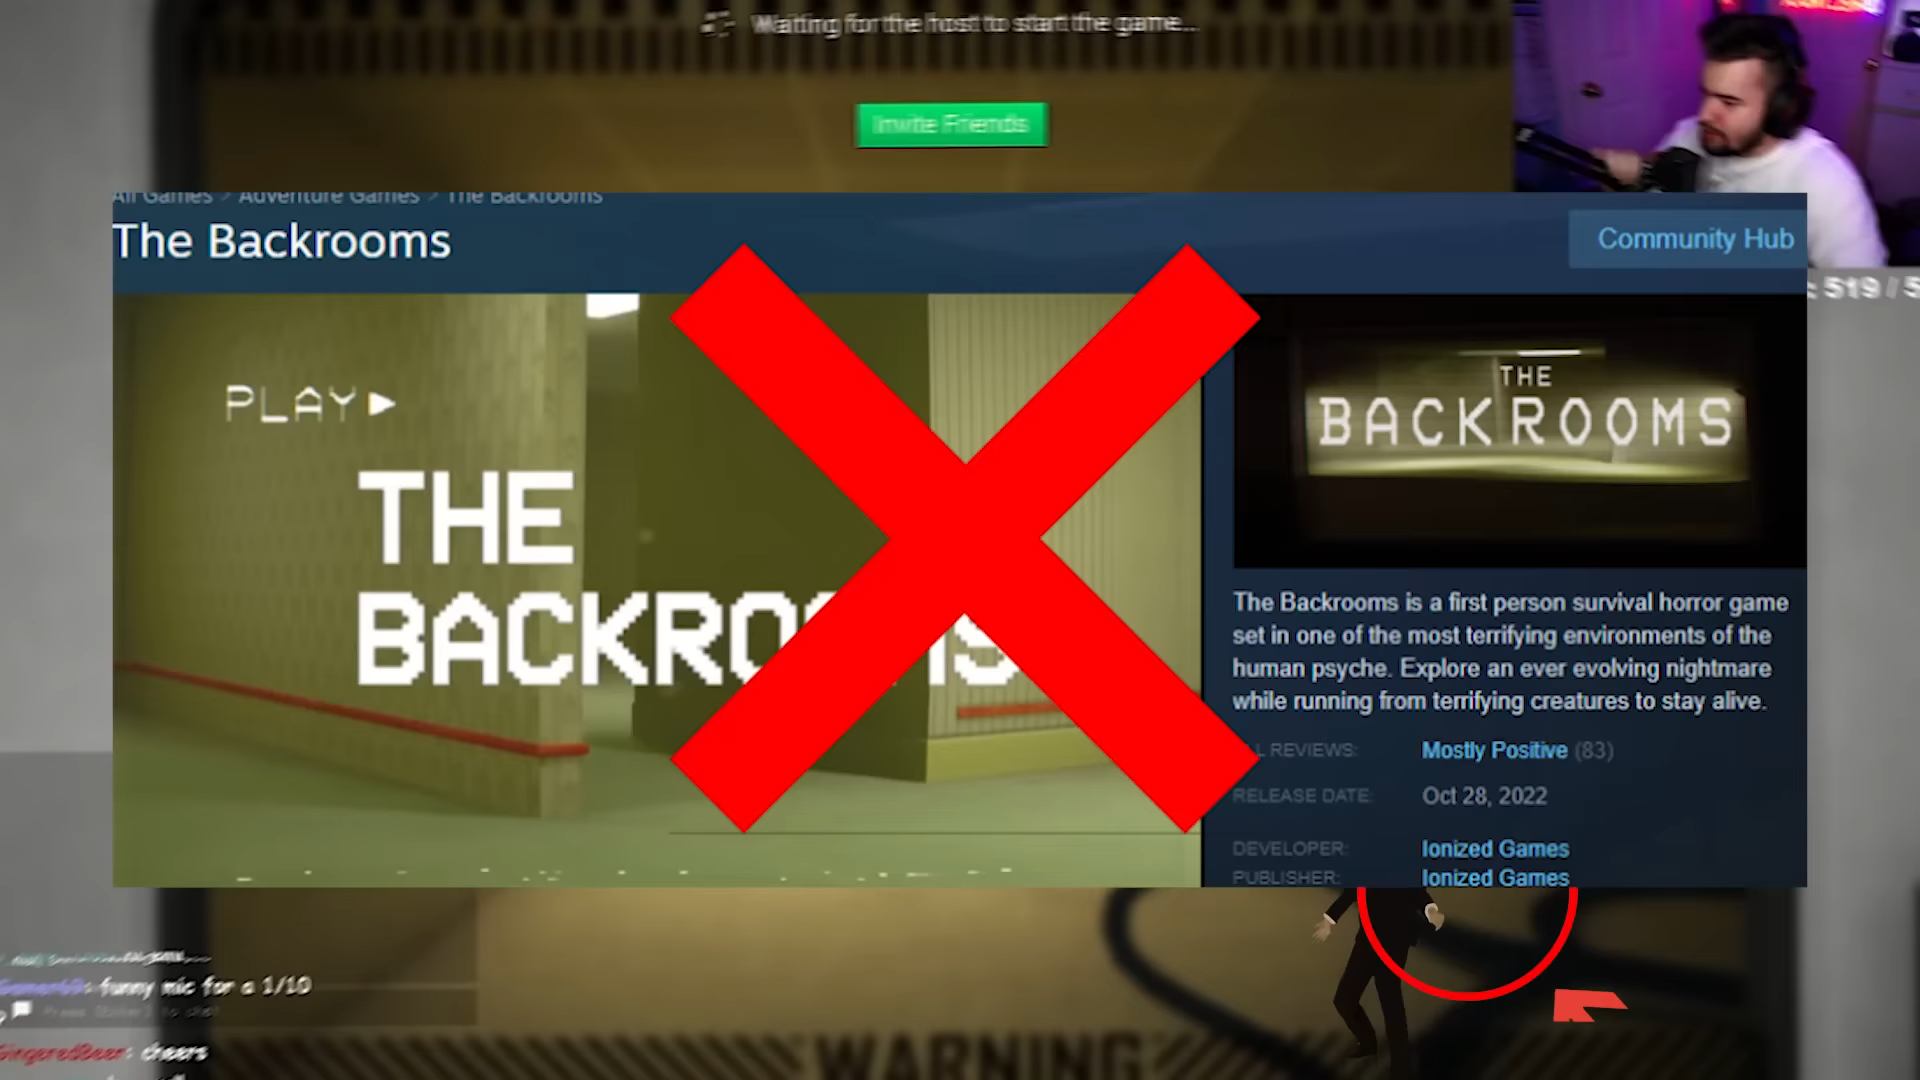 Waiting for the host to start the game...
Invite Friends
All Games > Adventure Games > The Backrooms
The Backrooms
Community Hub
: 519 / 5
PLAY
THE
BACKROOMS
THE
BACKROOMS
The Backrooms is a first person survival horror game
set in one of the most terrifying environments of the
human psyche. Explore an ever evolving nightmare
while running from terrifying creatures to stay alive.
REVIEWS: Mostly Positive (83)
RELEASE DATE: Oct 28, 2022
DEVELOPER: Ionized Games
PUBLISHER: Ionized Games
funny mic for a 1/10
GingeredBeer: cheers
WARNING